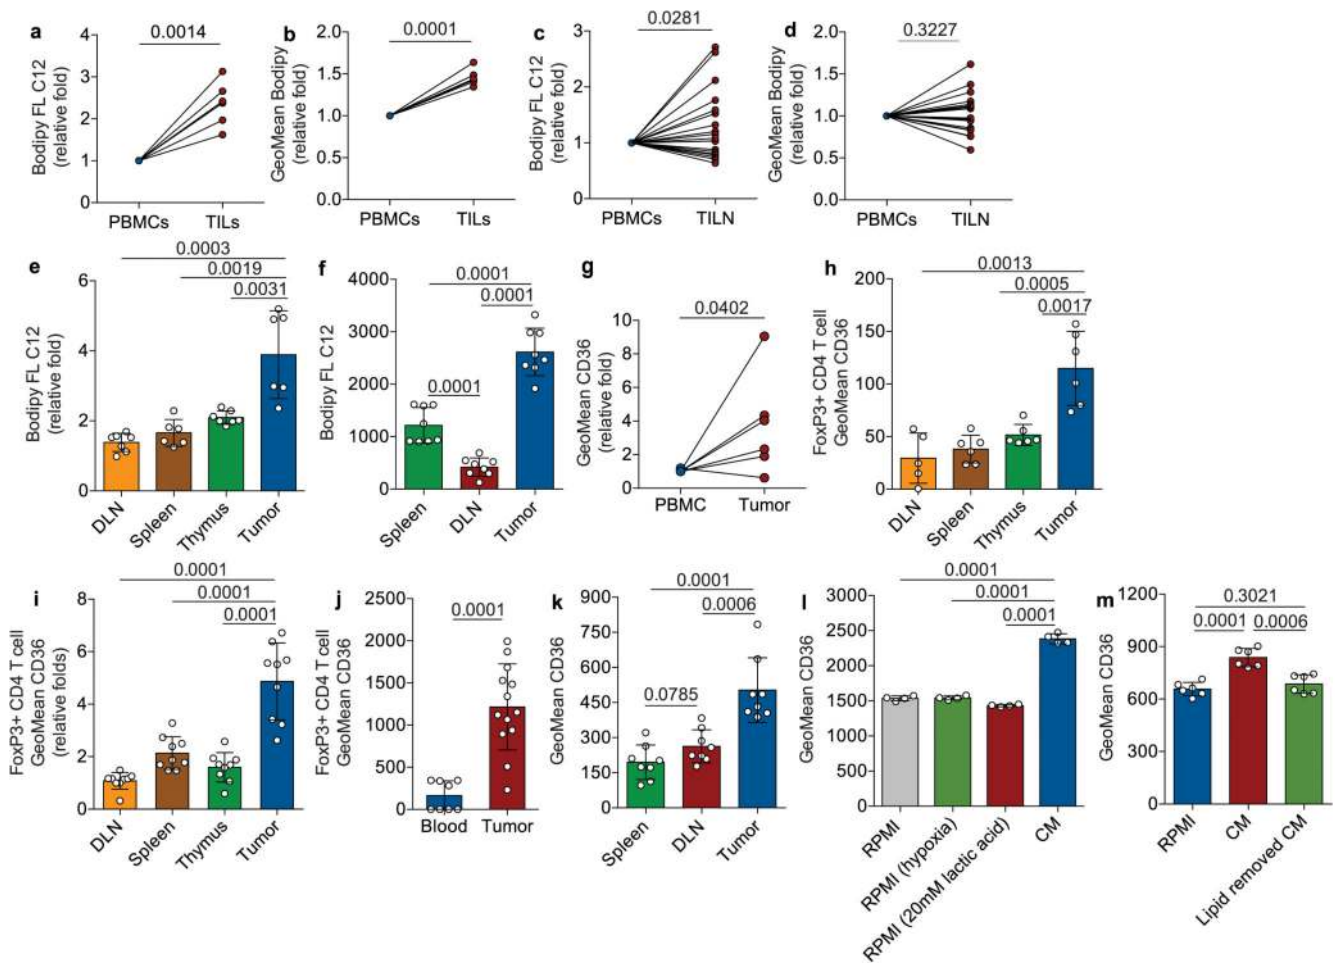 a
0.0014
Bodipy FL C12
(relative fold)
4
3
2
1
0
PBMCs TILs
b
0.0001
GeoMean Bodipy
(relative fold)
2.0
1.5
1.0
0.5
0.0
PBMCs TILs
c
0.0281
Bodipy FL C12
(relative fold)
3
2
1
0
PBMCs TILN
d
0.3227
GeoMean Bodipy
(relative fold)
2.0
1.5
1.0
0.5
0.0
PBMCs TILN
e
0.0003
0.0019
0.0031
Bodipy FL C12
(relative fold)
6
4
2
0
DLN
Spleen
Thymus
Tumor
f
0.0001
0.0001
0.0001
Bodipy FL C12
4000
3000
2000
1000
0
Spleen
DLN
Tumor
g
0.0402
GeoMean CD36
(relative fold)
10
8
6
4
2
0
PBMC Tumor
h
0.0013
0.0005
0.0017
FoxP3+ CD4 T cell
GeoMean CD36
200
150
100
50
0
DLN
Spleen
Thymus
Tumor
i
0.0001
0.0001
0.0001
FoxP3+ CD4 T cell
GeoMean CD36
(relative folds)
8
6
4
2
0
DLN
Spleen
Thymus
Tumor
j
0.0001
FoxP3+ CD4 T cell
GeoMean CD36
2500
2000
1500
1000
500
0
Blood Tumor
k
0.0001
0.0006
0.0785
GeoMean CD36
900
750
600
450
300
150
0
Spleen
DLN
Tumor
l
0.0001
0.0001
0.0001
GeoMean CD36
3000
2500
2000
1500
1000
500
0
RPMI
RPMI (hypoxia)
RPMI (20mM lactic acid)
CM
m
0.3021
0.0001 0.0006
GeoMean CD36
1200
900
600
300
0
RPMI
CM
Lipid removed CM